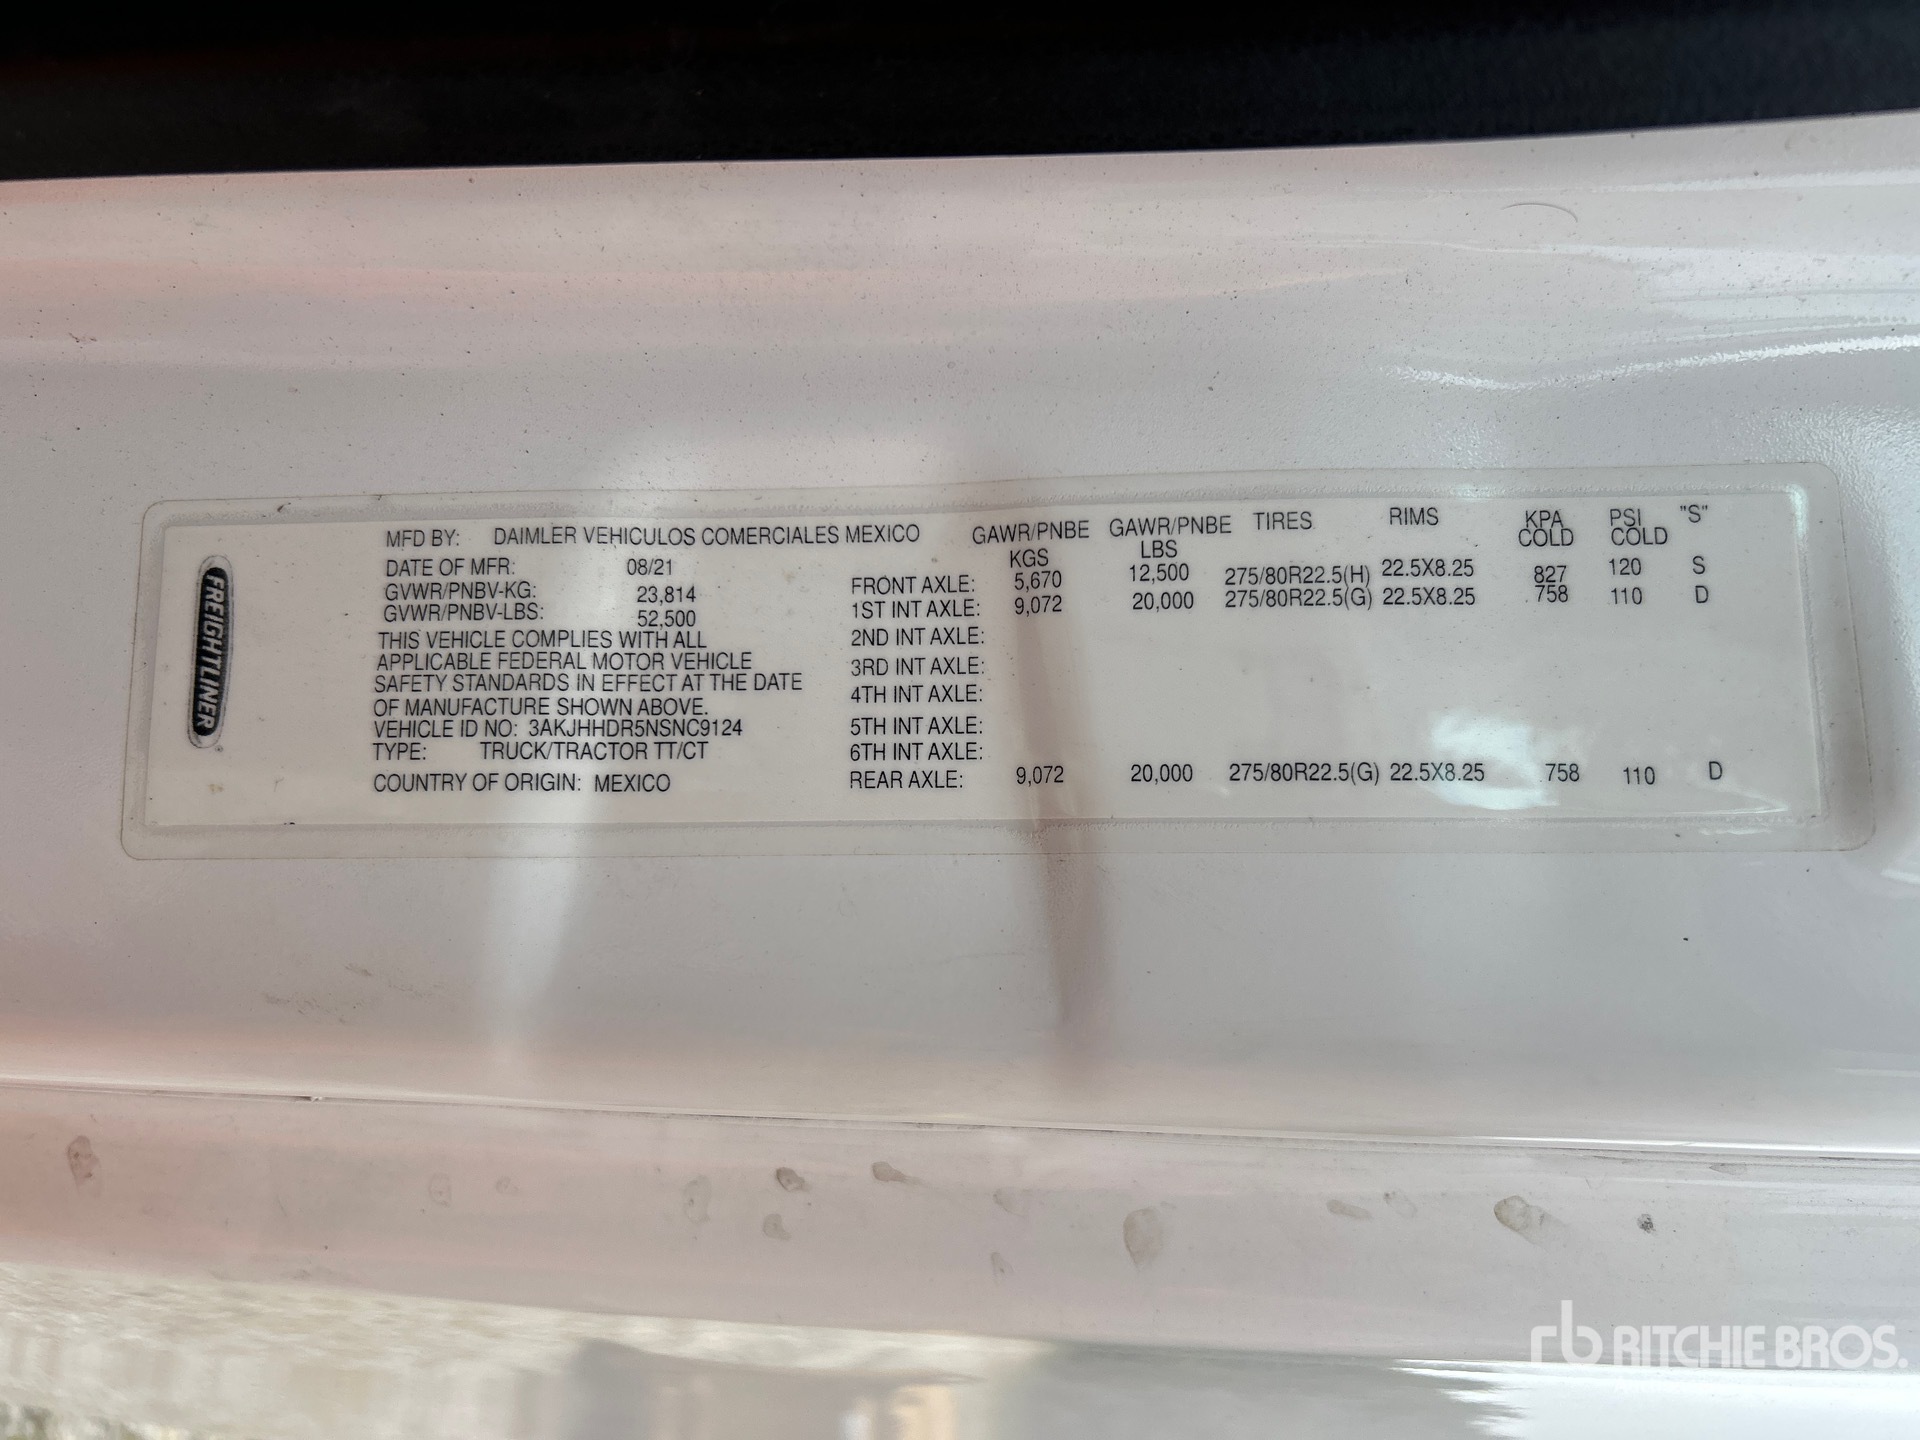 FREIGHTLINER
MFD BY: DAIMLER VEHICULOS COMERCIALES MEXICO
DATE OF MFR: 08/21
GVWR/PNBV-KG: 23,814
GVWR/PNBV-LBS: 52,500
THIS VEHICLE COMPLIES WITH ALL
APPLICABLE FEDERAL MOTOR VEHICLE
SAFETY STANDARDS IN EFFECT AT THE DATE
OF MANUFACTURE SHOWN ABOVE.
VEHICLE ID NO: 3AKJHHDR5NSNC9124
TYPE: TRUCK/TRACTOR TT/CT
COUNTRY OF ORIGIN: MEXICO
GAWR/PNBE GAWR/PNBE TIRES RIMS KPA PSI "S"
KGS LBS COLD COLD
FRONT AXLE: 5,670 12,500 275/80R22.5(H) 22.5X8.25 827 120 S
1ST INT AXLE: 9,072 20,000 275/80R22.5(G) 22.5X8.25 758 110 D
2ND INT AXLE:
3RD INT AXLE:
4TH INT AXLE:
5TH INT AXLE:
6TH INT AXLE:
REAR AXLE: 9,072 20,000 275/80R22.5(G) 22.5X8.25 758 110 D
rb RITCHIE BROS.